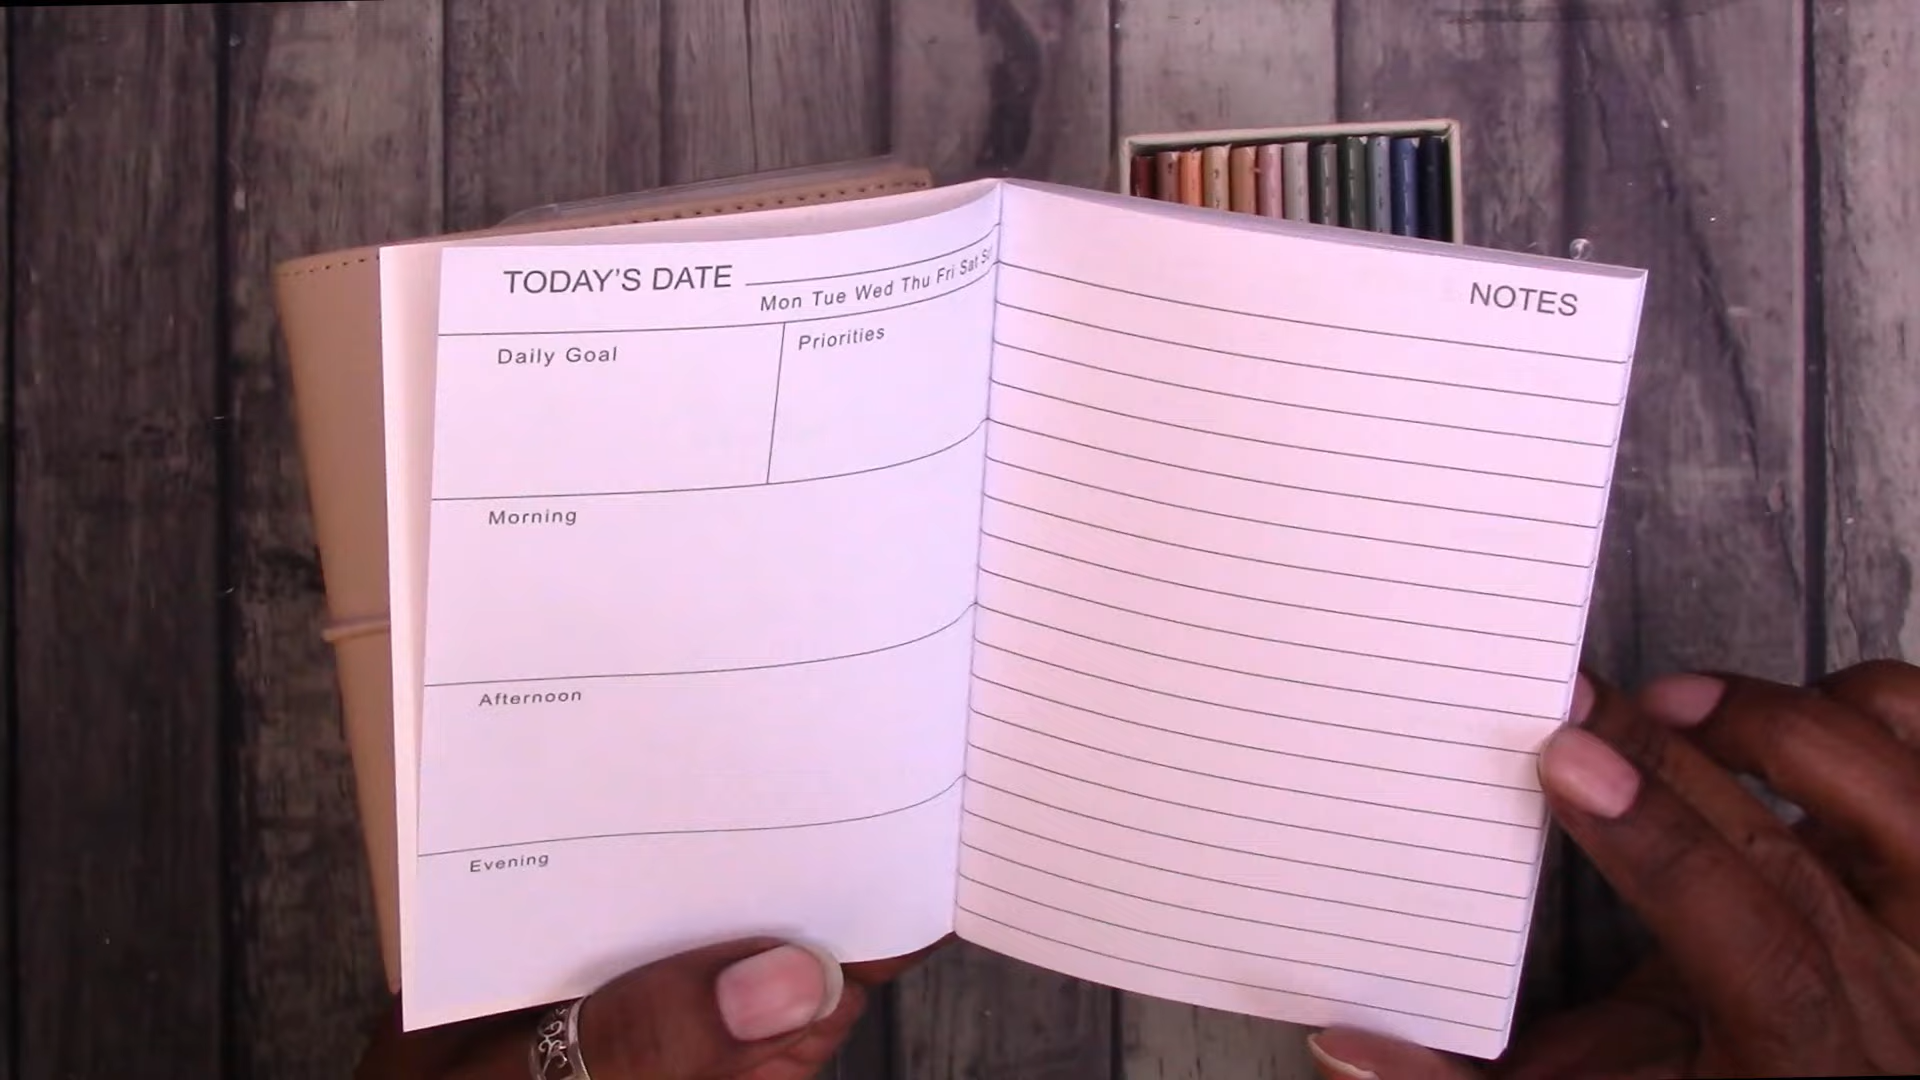 TODAY'S DATE
Mon Tue Wed Thu Fri Sat
Daily Goal
Priorities
Morning
Afternoon
Evening
NOTES